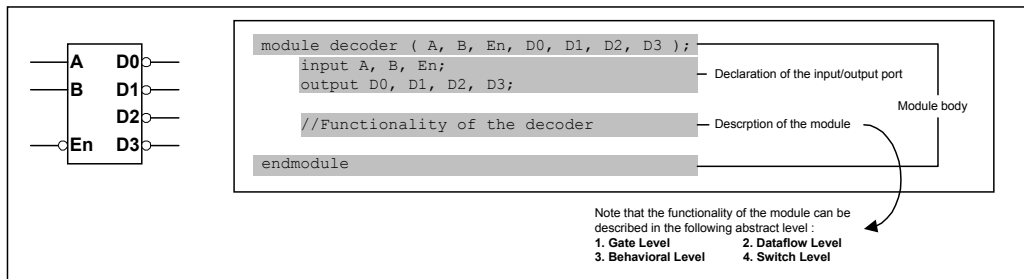 A D0
B D1
D2
En D3
module decoder ( A, B, En, D0, D1, D2, D3 );
input A, B, En;
output D0, D1, D2, D3;
//Functionality of the decoder
endmodule
Declaration of the input/output port
Module body
Descrption of the module
Note that the functionality of the module can be
described in the following abstract level :
1. Gate Level 2. Dataflow Level
3. Behavioral Level 4. Switch Level